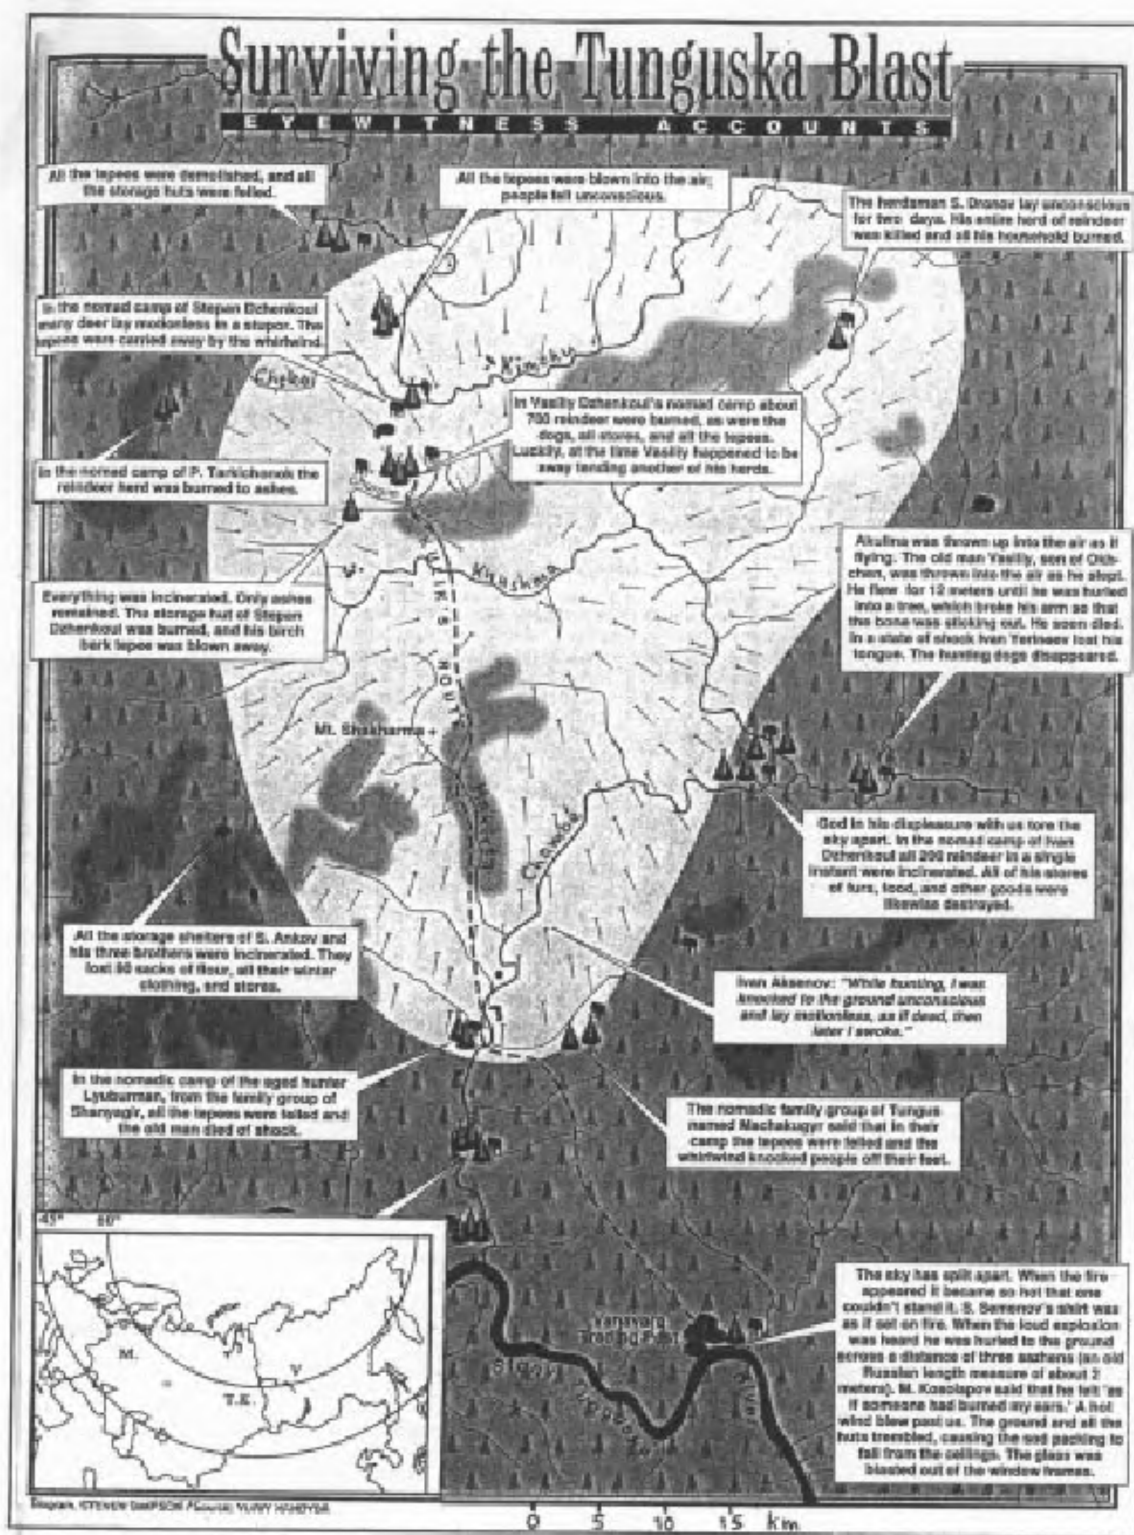 Surviving the Tunguska Blast
EYEWITNESS ACCOUNTS
All the tepees were demolished, and all
the storage huts were felled.
All the tepees were blown into the air;
people fell unconscious.
The herdsman S. Dronov lay unconscious
for two days. His entire herd of reindeer
was killed and all his household burned.
In the nomad camp of Stepan Dzhenkoul
many deer lay motionless in a stupor. The
tepees were carried away by the whirlwind.
Kimchu
In Vasiliy Dzhenkoul's nomad camp about
700 reindeer were burned, as were the
dogs, all stores, and all the tepees.
Luckily, at the time Vasiliy happened to be
away tending another of his herds.
In the nomad camp of P. Tarkichenok the
reindeer herd was burned to ashes.
Akulina was thrown up into the air as if
flying. The old man Vasiliy, son of
was thrown into the air as he slept.
He flew for 12 meters until he was hurled
into a tree, which broke his arm so that
the bone was sticking out. He soon died.
In a state of shock Ivan Yerineev lost his
tongue. The hunting dogs disappeared.
Everything was incinerated. Only ashes
remained. The storage hut of Stepan
Dzhenkoul was burned, and his birch
bark tepee was blown away.
Khushma
ROUTE
Mt. Shakharma +
Chamba
God in his displeasure with us tore the
sky apart. In the nomad camp of Ivan
Dzhenkoul all 200 reindeer in a single
instant were incinerated. All of his stores
of furs, food, and other goods were
likewise destroyed.
All the storage shelters of S. Ankov and
his three brothers were incinerated. They
lost 50 sacks of flour, all their winter
clothing, and stores.
Ivan Aksenov: "While hunting, I was
knocked to the ground unconscious
and lay motionless, as if dead, then
later I awoke."
In the nomadic camp of the aged hunter
Lyuburman, from the family group of
Shanyagir, all the tepees were felled and
the old man died of shock.
The nomadic family group of Tungus
named Machakugyr said that in their
camp the tepees were felled and the
whirlwind knocked people off their feet.
45° 60°
M.
V
T.E.
Vanavara
Trading Post
The sky has split apart. When the fire
appeared it became so hot that one
couldn't stand it. S. Semenov's shirt was
as if set on fire. When the loud explosion
was heard he was hurled to the ground
across a distance of three sazhens (an old
Russian length measure of about 2
meters). M. Kosolapov said that he felt 'as
if someone had burned my ears.' A hot
wind blew past us. The ground and all the
huts trembled, causing the sod packing to
fall from the ceilings. The glass was
blasted out of the window frames.
0 5 10 15 km